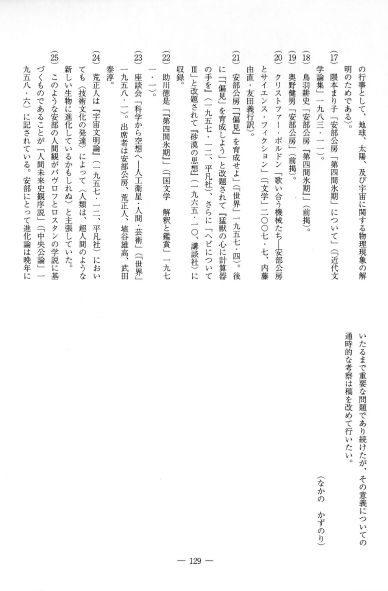 の行事として、地球、太陽、及び宇宙に関する物理現象の解
明のためである。
(17) 隈本まり子「安部公房『第四間氷期』について」（「近代文
学論集」一九八三・一一）。
(18) 鳥羽耕史「安部公房『第四間氷期』」（前掲）。
(19) 奥野健男「安部公房」（前掲）。
(20) クリストファー・ボルトン「歌い合う機械たち―安部公房
とサイエンス・フィクション」（「文学」二〇〇七・七、内藤
由直・友田義行訳）。
(21) 安部公房「『偏見』を育成せよ」（「世界」一九五七・四。後
に「『偏見』を育成しよう」と改題されて『猛獣の心に計算器
の手を』（一九五七・一二、平凡社）、さらに「ヘビについて
Ⅲ」と改題されて『砂漠の思想』（一九六五・一〇、講談社）に
収録。
(22) 助川徳是「『第四間氷期』」（「国文学　解釈と鑑賞」一九七
一・一）。
(23) 座談会「科学から空想へ―人工衛星・人間・芸術」（「世界」
一九五八・一）。出席者は安部公房、荒正人、埴谷雄高、武田
泰淳。
(24) 荒正人は『宇宙文明論』（一九五七・一二、平凡社）におい
ても（技術文化の発達」によって〈人類は、超人間のような
新しい生物に進化しているかもしれぬ〉と主張していた。
(25) このような安部の人間観がパヴロフとロスタンの学説に基
づくものであることが「人間未来史観序説」（「中央公論」一
九五八・六）に記されている。安部にとって進化論は晩年に
いたるまで重要な問題であり続けたが、その意義についての
通時的な考察は稿を改めて行いたい。
（なかの　かずのり）
― 129 ―